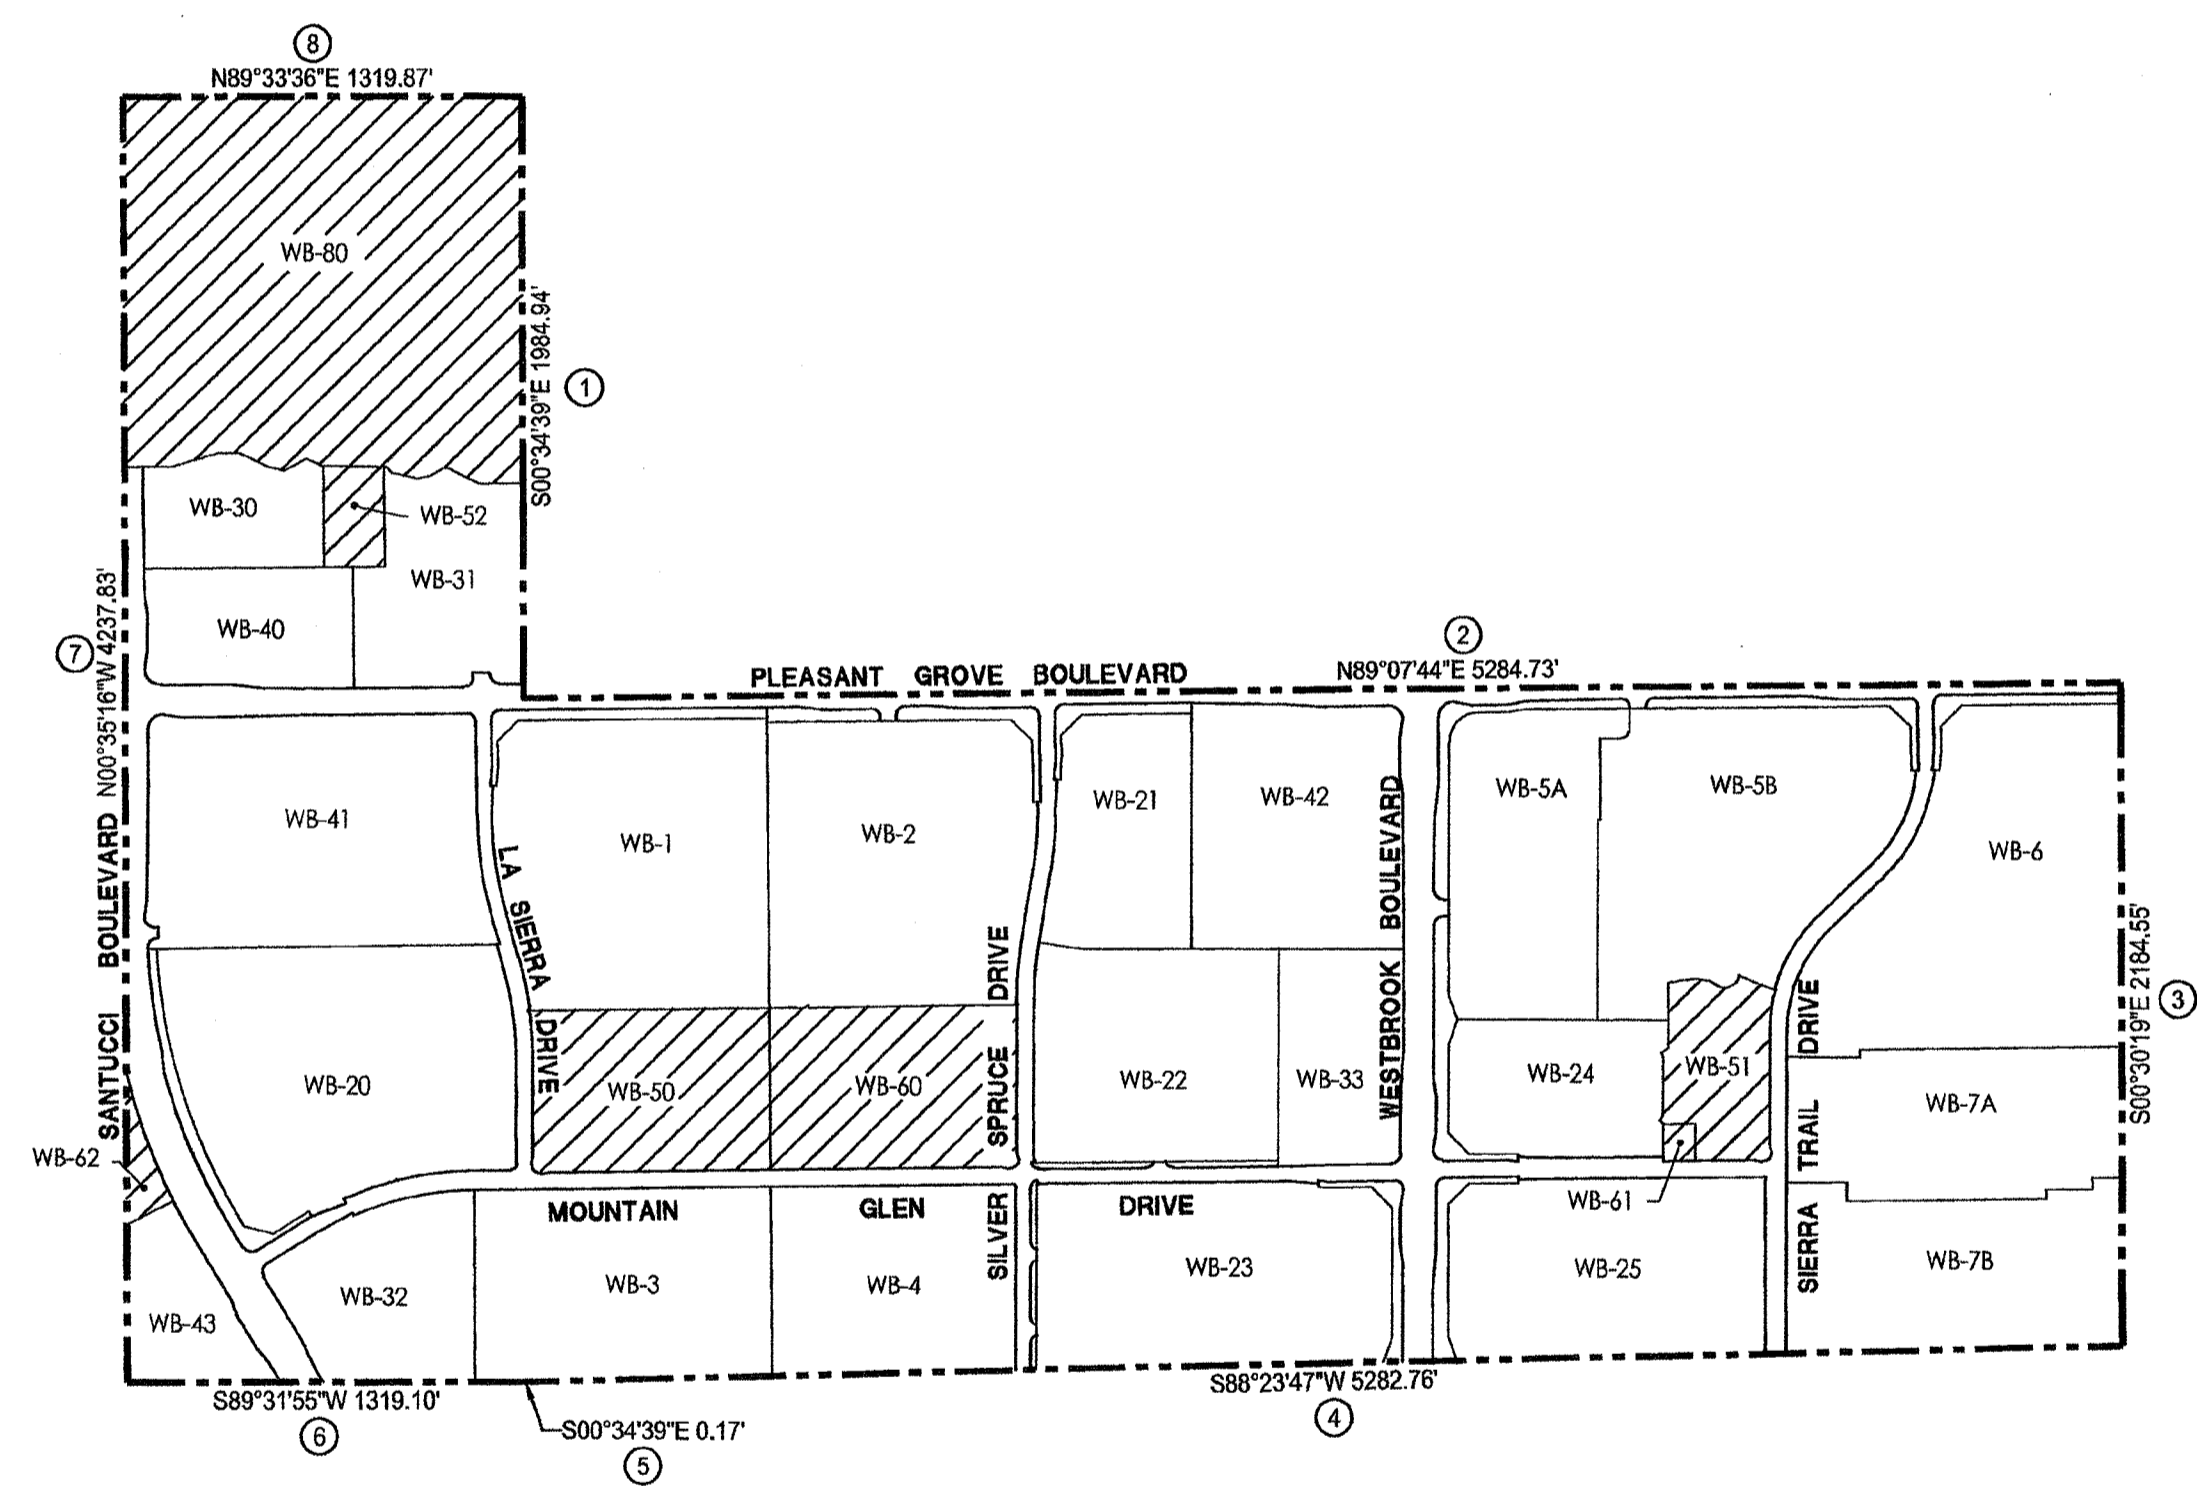 8
N89°33'36"E 1319.87'
WB-80
S00°34'39"E 1984.94'
1
WB-30
WB-52
WB-31
WB-40
7
SANTUCCI BOULEVARD N00°35'16"W 4237.83'
2
PLEASANT GROVE BOULEVARD
N89°07'44"E 5284.73'
WB-41
WB-1
WB-2
WB-21
WB-42
WB-5A
WB-5B
WB-6
LA SIERRA DRIVE
SILVER SPRUCE DRIVE
WESTBROOK BOULEVARD
SIERRA TRAIL DRIVE
S00°30'19"E 2184.55'
3
WB-20
WB-50
WB-60
WB-22
WB-33
WB-24
WB-51
WB-7A
WB-62
WB-61
MOUNTAIN GLEN DRIVE
WB-43
WB-32
WB-3
WB-4
WB-23
WB-25
WB-7B
S89°31'55"W 1319.10'
6
S00°34'39"E 0.17'
5
S88°23'47"W 5282.76'
4